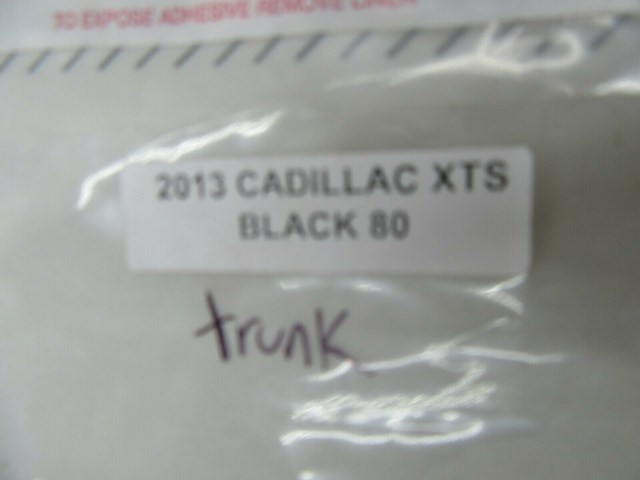 TO EXPOSE ADHESIVE REMOVE LINER
2013 CADILLAC XTS
BLACK 80
trunk